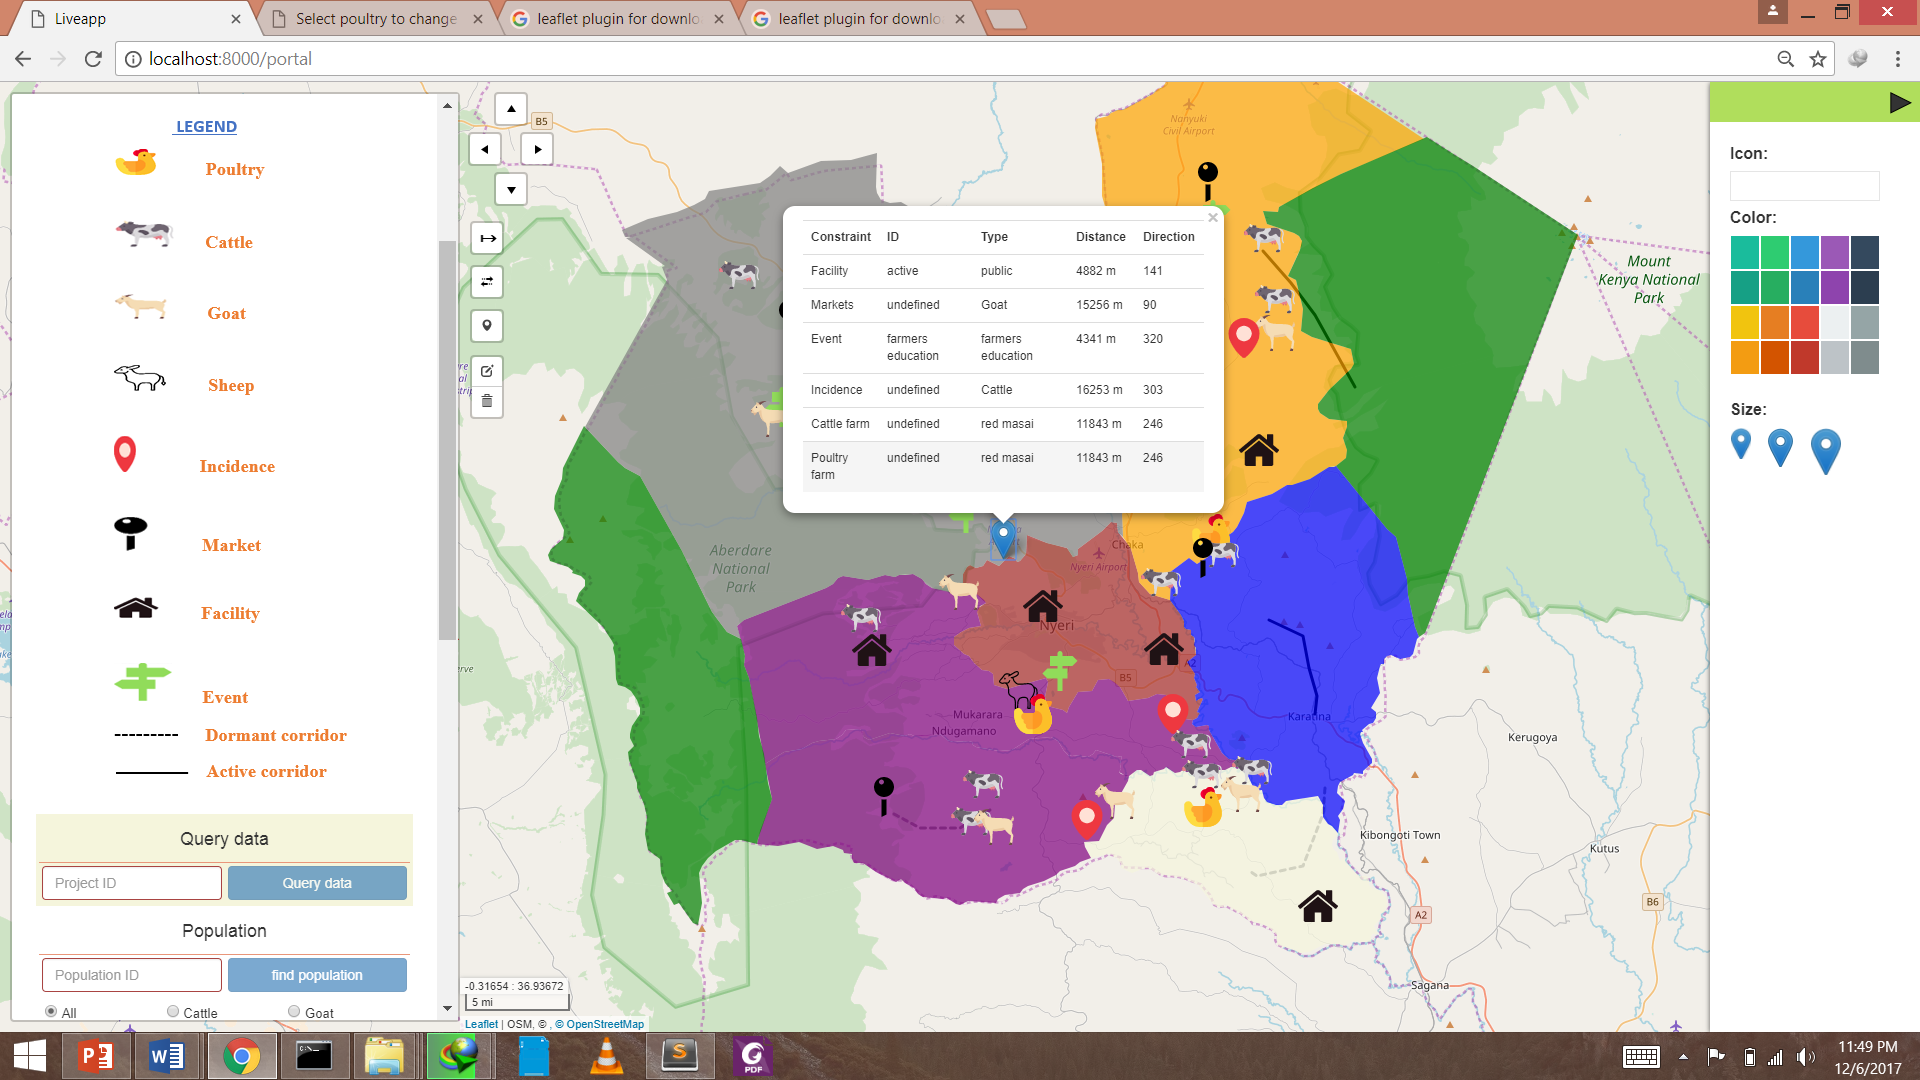 Liveapp
Select poultry to change
leaflet plugin for downlo
leaflet plugin for downlo
localhost:8000/portal
LEGEND
Poultry
Cattle
Goat
Sheep
Incidence
Market
Facility
Event
Dormant corridor
Active corridor
Query data
Project ID
Query data
Population
Population ID
find population
All
Cattle
Goat
B5
Nanyuki
Civil Airport
Constraint ID Type Distance Direction
Facility active public 4882 m 141
Markets undefined Goat 15256 m 90
Event farmers education farmers education 4341 m 320
Incidence undefined Cattle 16253 m 303
Cattle farm undefined red masai 11843 m 246
Poultry farm undefined red masai 11843 m 246
Mount
Kenya National
Park
Aberdare
National
Park
Chaka
Nyeri Airport
Nyeri
A2
B5
Mukarara
Ndugamano
Karatina
Kerugoya
Kibongoti Town
Kutus
B6
A2
Sagana
-0.31654 : 36.93672
5 mi
Leaflet | OSM, © , © OpenStreetMap
Icon:
Color:
Size:
PDF
11:49 PM
12/6/2017